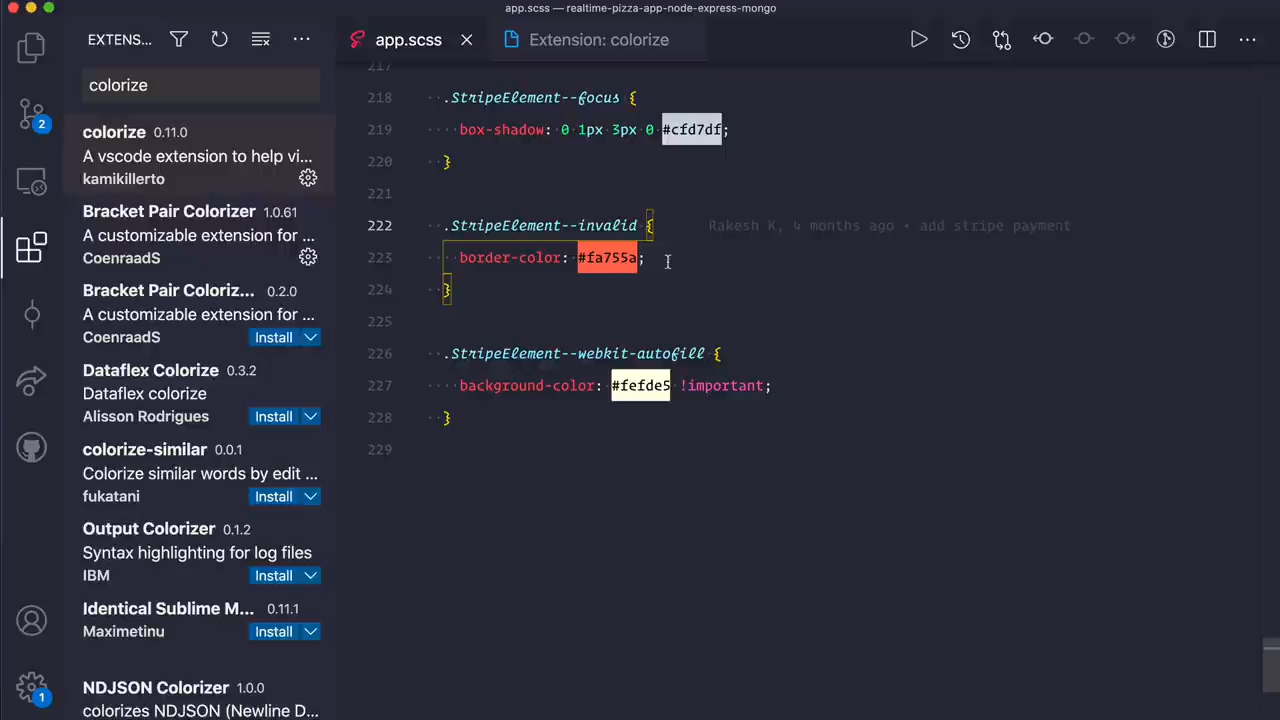 app.scss — realtime-pizza-app-node-express-mongo
EXTENS...
app.scss
Extension: colorize
colorize
colorize 0.11.0
A vscode extension to help vi...
kamikillerto
Bracket Pair Colorizer 1.0.61
A customizable extension for ...
CoenraadS
Bracket Pair Coloriz... 0.2.0
A customizable extension for ...
CoenraadS Install
Dataflex Colorize 0.3.2
Dataflex colorize
Alisson Rodrigues Install
colorize-similar 0.0.1
Colorize similar words by edit ...
fukatani Install
Output Colorizer 0.1.2
Syntax highlighting for log files
IBM Install
Identical Sublime M... 0.11.1
Maximetinu Install
NDJSON Colorizer 1.0.0
colorizes NDJSON (Newline D...
2
1
217
218 .StripeElement--focus {
219 box-shadow: 0 1px 3px 0 #cfd7df;
220 }
221
222 .StripeElement--invalid { Rakesh K, 4 months ago • add stripe payment
223 border-color: #fa755a;
224 }
225
226 .StripeElement--webkit-autofill {
227 background-color: #fefde5 !important;
228 }
229